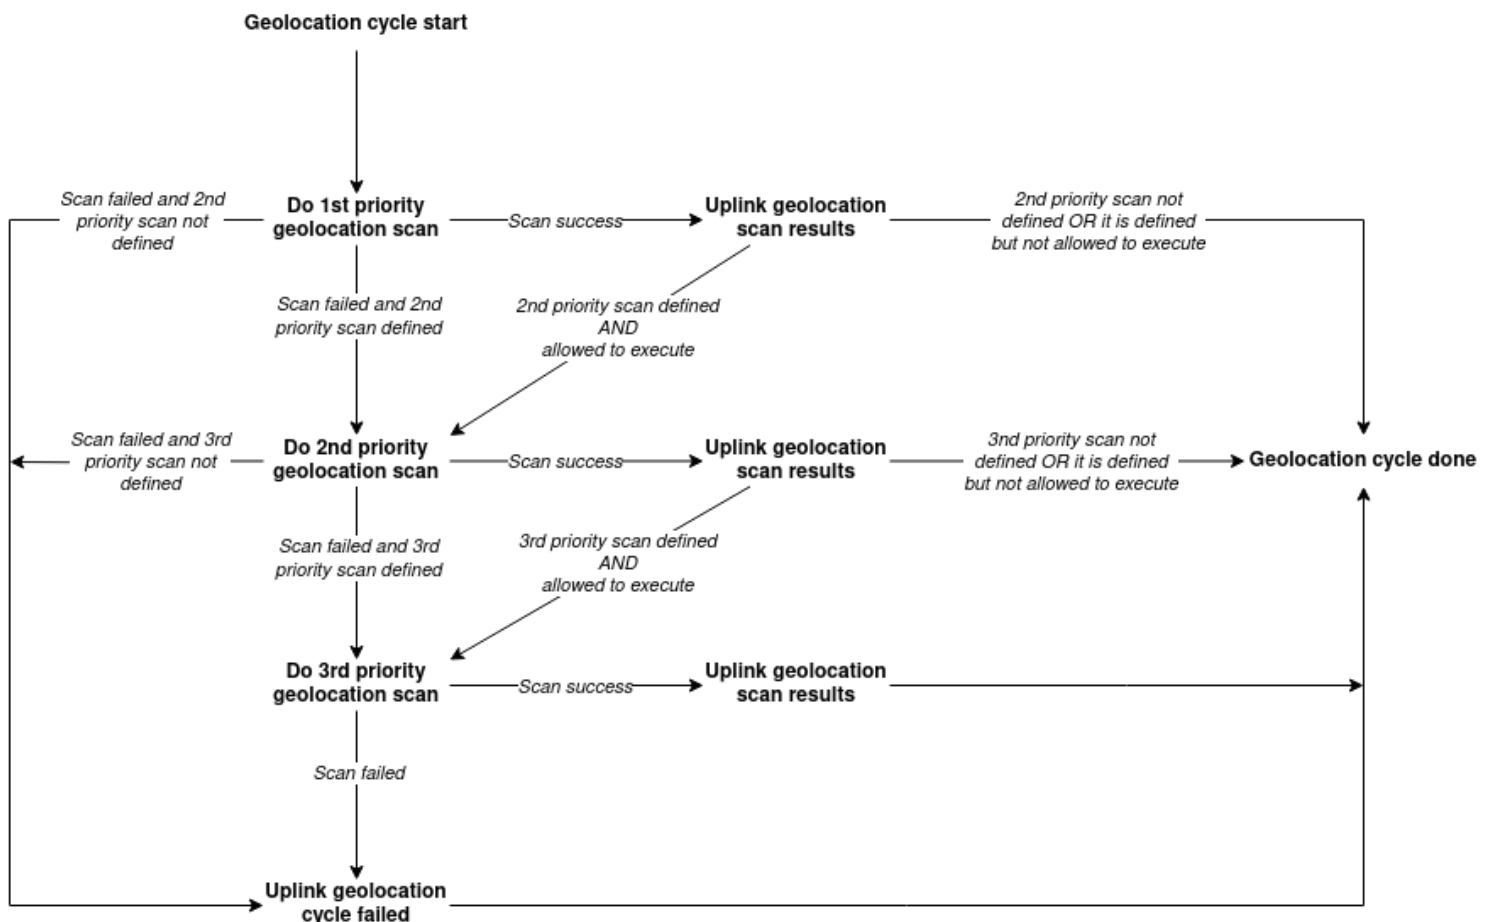 Geolocation cycle start
Scan failed and 2nd
priority scan not
defined
Do 1st priority
geolocation scan
Scan success
Uplink geolocation
scan results
2nd priority scan not
defined OR it is defined
but not allowed to execute
Scan failed and 2nd
priority scan defined
2nd priority scan defined
AND
allowed to execute
Scan failed and 3rd
priority scan not
defined
Do 2nd priority
geolocation scan
Scan success
Uplink geolocation
scan results
3nd priority scan not
defined OR it is defined
but not allowed to execute
Geolocation cycle done
Scan failed and 3rd
priority scan defined
3rd priority scan defined
AND
allowed to execute
Do 3rd priority
geolocation scan
Scan success
Uplink geolocation
scan results
Scan failed
Uplink geolocation
cycle failed